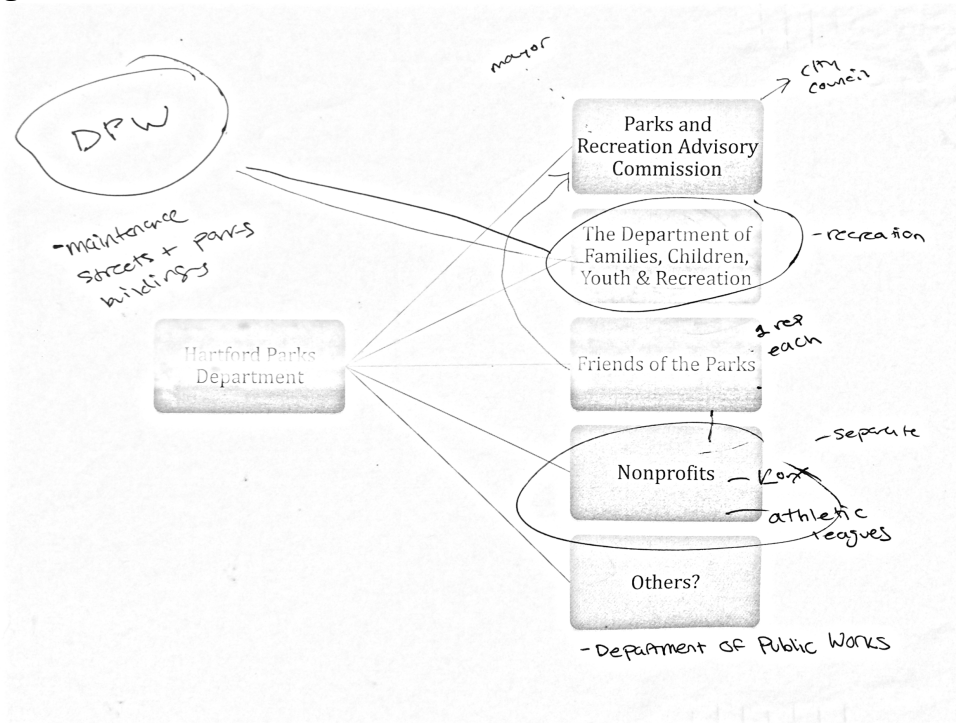 mayor
city
council
DPW
-maintenance
streets + parks
buildings
Parks and
Recreation Advisory
Commission
The Department of
Families, Children,
Youth & Recreation
-recreation
Hartford Parks
Department
Friends of the Parks
1 rep
each
Nonprofits
-separate
athletic
leagues
Others?
-Department of Public Works